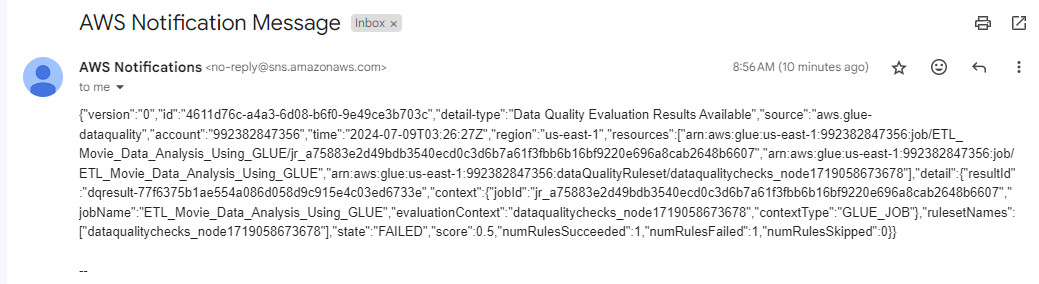 AWS Notification Message Inbox ×
AWS Notifications <no-reply@sns.amazonaws.com> 8:56 AM (10 minutes ago)
to me
{"version":"0","id":"4611d76c-a4a3-6d08-b6f0-9e49ce3b703c","detail-type":"Data Quality Evaluation Results Available","source":"aws.glue-
dataquality","account":"992382847356","time":"2024-07-09T03:26:27Z","region":"us-east-1","resources":["arn:aws:glue:us-east-1:992382847356:job/ETL_
Movie_Data_Analysis_Using_GLUE/jr_a75883e2d49bdb3540ecd0c3d6b7a61f3fbb6b16bf9220e696a8cab2648b6607","arn:aws:glue:us-east-1:992382847356:job/
ETL_Movie_Data_Analysis_Using_GLUE","arn:aws:glue:us-east-1:992382847356:dataQualityRuleset/dataqualitychecks_node1719058673678"],"detail":{"resultId"
:"dqresult-77f6375b1ae554a086d058d9c915e4c03ed6733e","context":{"jobId":"jr_a75883e2d49bdb3540ecd0c3d6b7a61f3fbb6b16bf9220e696a8cab2648b6607","
jobName":"ETL_Movie_Data_Analysis_Using_GLUE","evaluationContext":"dataqualitychecks_node1719058673678","contextType":"GLUE_JOB"},"rulesetNames":
["dataqualitychecks_node1719058673678"],"state":"FAILED","score":0.5,"numRulesSucceeded":1,"numRulesFailed":1,"numRulesSkipped":0}}
--